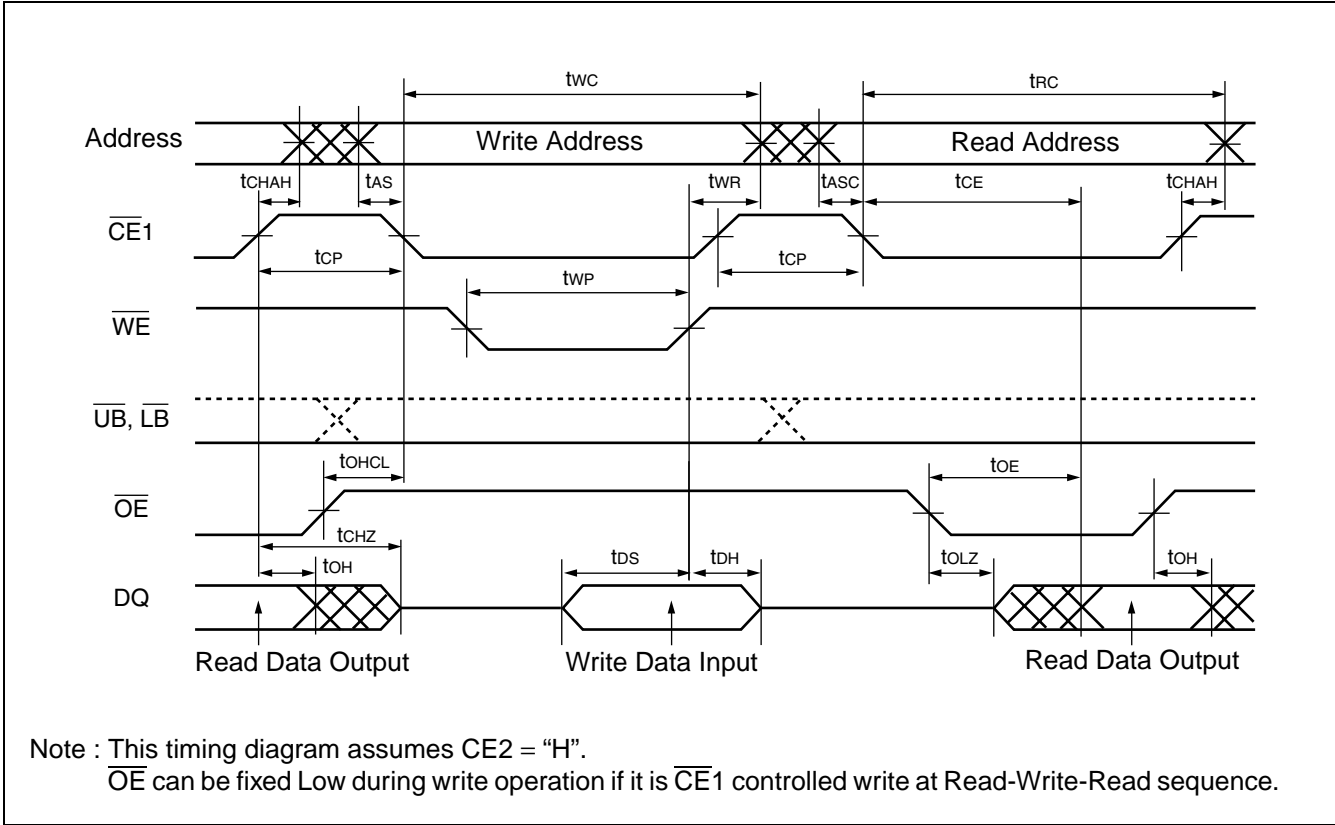 tWC tRC
Address Write Address Read Address
tCHAH tAS tWR tASC tCE tCHAH
CE1
tCP tCP
tWP
WE
UB, LB
tOHCL tOE
OE
tCHZ
tOH tDS tDH tOLZ tOH
DQ
Read Data Output Write Data Input Read Data Output
Note : This timing diagram assumes CE2 = “H”.
OE can be fixed Low during write operation if it is CE1 controlled write at Read-Write-Read sequence.